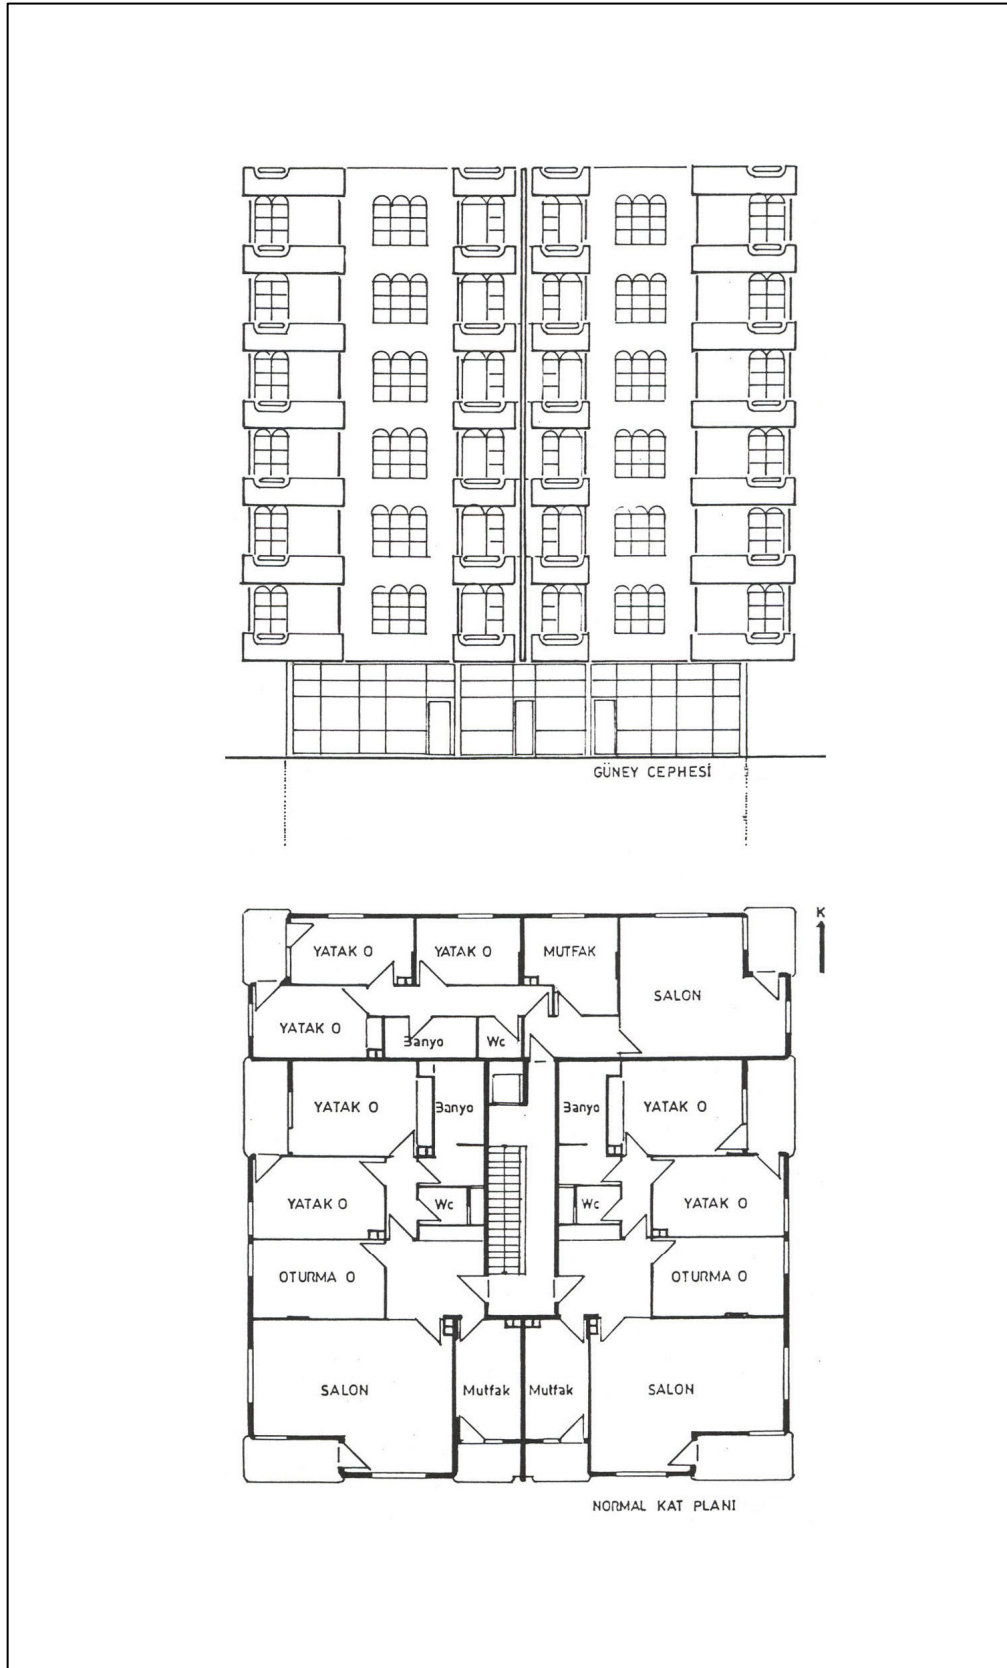 GÜNEY CEPHESİ
K
YATAK O
YATAK O
MUTFAK
SALON
YATAK O
Banyo
Wc
YATAK O
Banyo
Banyo
YATAK O
YATAK O
Wc
Wc
YATAK O
OTURMA O
OTURMA O
SALON
Mutfak
Mutfak
SALON
NORMAL KAT PLANI